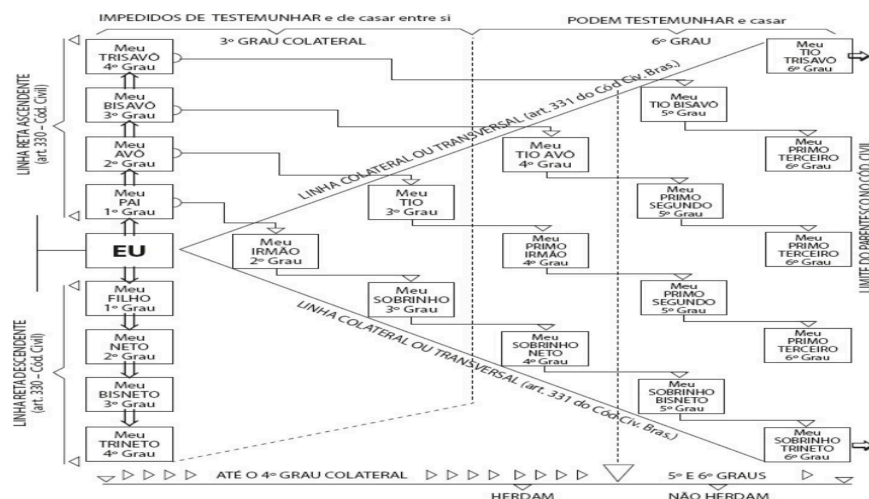 IMPEDIDOS DE TESTEMUNHAR e de casar entre si
PODEM TESTEMUNHAR e casar
3º GRAU COLATERAL
6º GRAU
LINHA RETA ASCENDENTE
(art. 330 – Cód. Civil)
Meu
TRISAVÔ
4º Grau
Meu
BISAVÔ
3º Grau
Meu
AVÔ
2º Grau
Meu
PAI
1º Grau
EU
LINHA RETA DESCENDENTE
(art. 330 – Cód. Civil)
Meu
FILHO
1º Grau
Meu
NETO
2º Grau
Meu
BISNETO
3º Grau
Meu
TRINETO
4º Grau
Meu
IRMÃO
2º Grau
Meu
TIO
3º Grau
Meu
SOBRINHO
3º Grau
LINHA COLATERAL OU TRANSVERSAL (art. 331 do Cód. Civ. Bras.)
LINHA COLATERAL OU TRANSVERSAL (art. 331 do Cód. Civ. Bras.)
Meu
TIO AVÔ
4º Grau
Meu
PRIMO
IRMÃO
4º Grau
Meu
SOBRINHO
NETO
4º Grau
Meu
TIO BISAVÔ
5º Grau
Meu
PRIMO
SEGUNDO
5º Grau
Meu
PRIMO
SEGUNDO
5º Grau
Meu
SOBRINHO
BISNETO
5º Grau
Meu
TIO
TRISAVÔ
6º Grau
Meu
PRIMO
TERCEIRO
6º Grau
Meu
PRIMO
TERCEIRO
6º Grau
Meu
PRIMO
TERCEIRO
6º Grau
Meu
SOBRINHO
TRINETO
6º Grau
LIMITE DO PARENTESCO NO CÓD. CIVIL
ATÉ O 4º GRAU COLATERAL
5º E 6º GRAUS
HERDAM
NÃO HERDAM